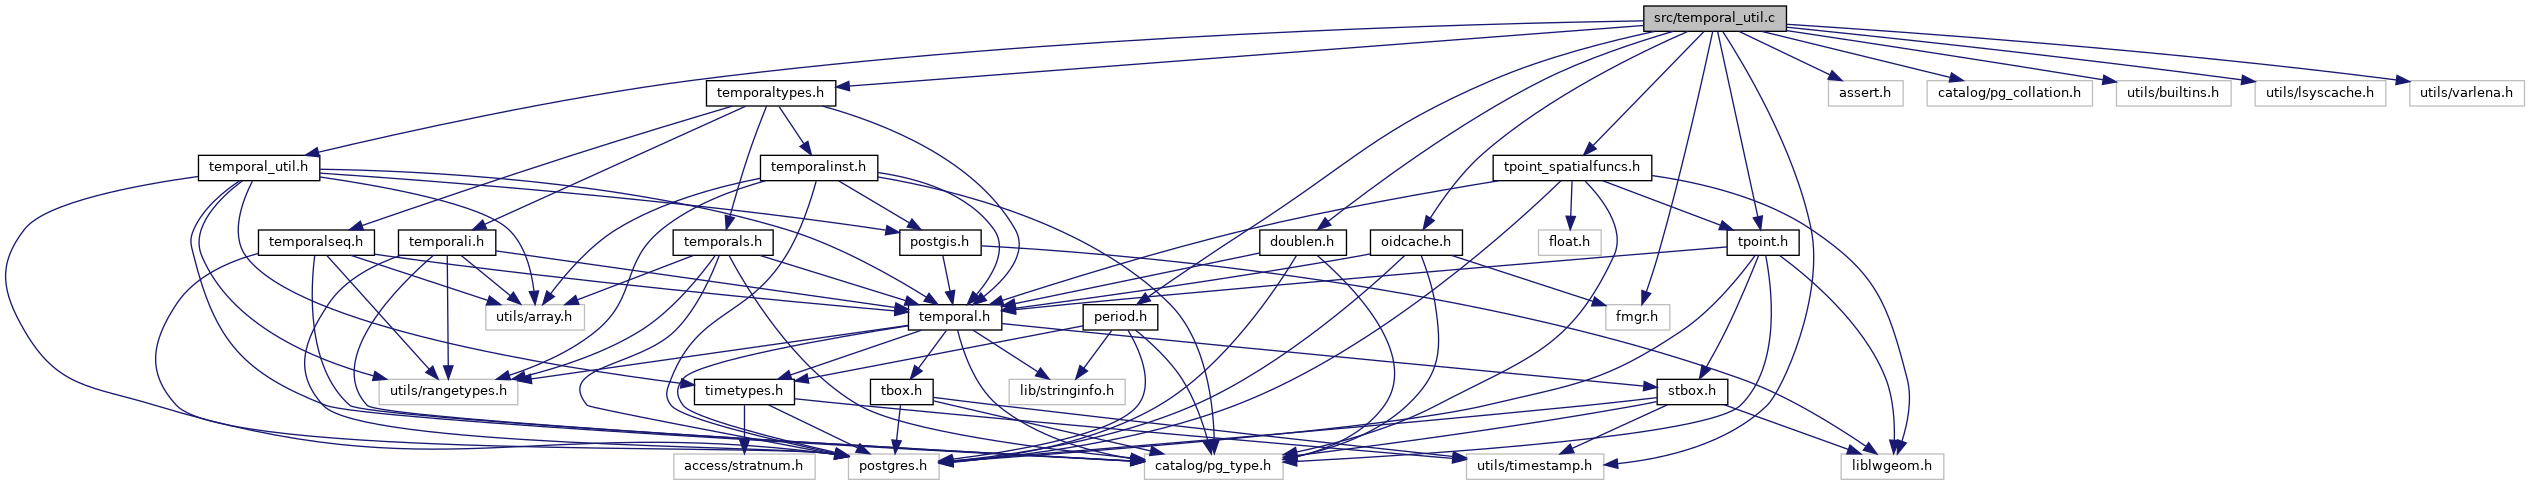 src/temporal_util.c
temporaltypes.h
assert.h
catalog/pg_collation.h
utils/builtins.h
utils/lsyscache.h
utils/varlena.h
temporal_util.h
temporalinst.h
tpoint_spatialfuncs.h
temporalseq.h
temporali.h
temporals.h
postgis.h
doublen.h
oidcache.h
float.h
tpoint.h
utils/array.h
temporal.h
period.h
fmgr.h
utils/rangetypes.h
timetypes.h
tbox.h
lib/stringinfo.h
stbox.h
access/stratnum.h
postgres.h
catalog/pg_type.h
utils/timestamp.h
liblwgeom.h